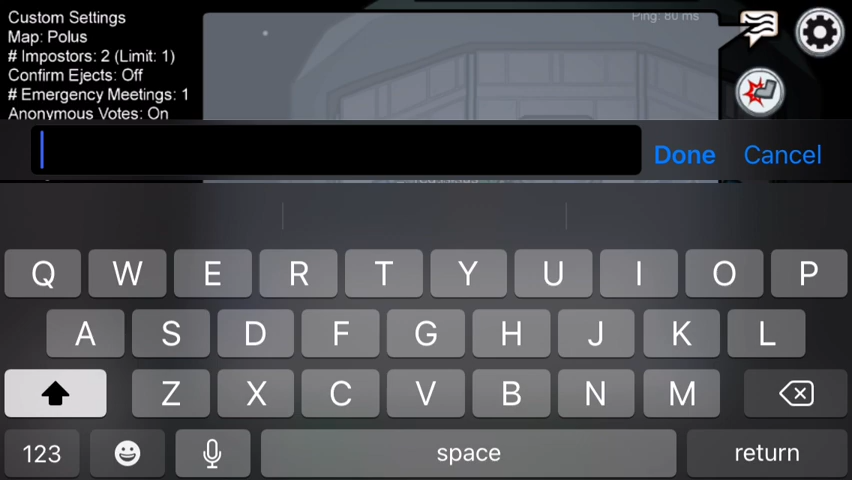 Custom Settings
Map: Polus
# Impostors: 2 (Limit: 1)
Confirm Ejects: Off
# Emergency Meetings: 1
Anonymous Votes: On
Ping: 80 ms
Done Cancel
Q W E R T Y U I O P
A S D F G H J K L
Z X C V B N M
123 space return